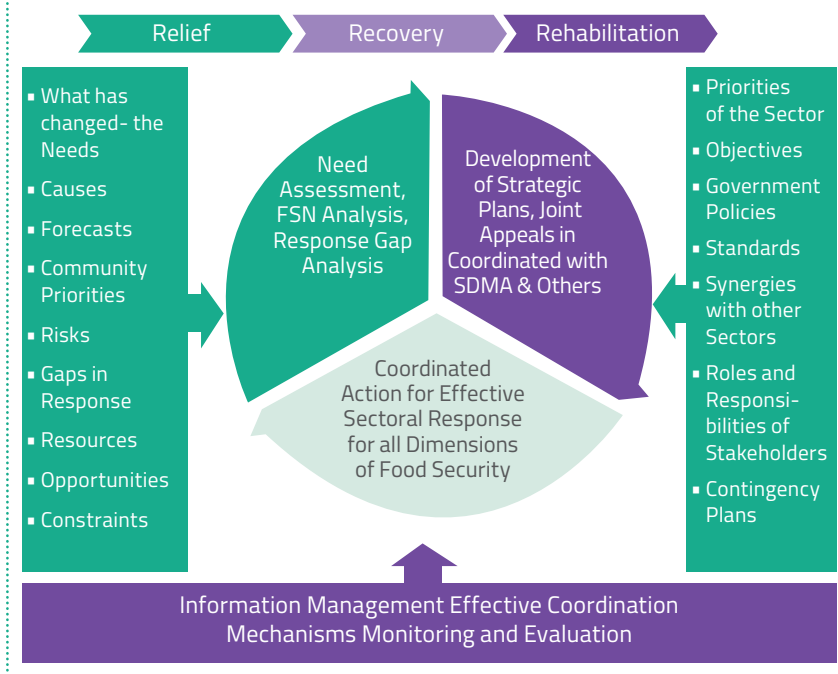 Relief
Recovery
Rehabilitation
▪ What has
changed- the
Needs
▪ Causes
▪ Forecasts
▪ Community
Priorities
▪ Risks
▪ Gaps in
Response
▪ Resources
▪ Opportunities
▪ Constraints
Need
Assessment,
FSN Analysis,
Response Gap
Analysis
Development
of Strategic
Plans, Joint
Appeals in
Coordinated with
SDMA & Others
Coordinated
Action for Effective
Sectoral Response
for all Dimensions
of Food Security
▪ Priorities
of the Sector
▪ Objectives
▪ Government
Policies
▪ Standards
▪ Synergies
with other
Sectors
▪ Roles and
Responsi-
bilities of
Stakeholders
▪ Contingency
Plans
Information Management Effective Coordination
Mechanisms Monitoring and Evaluation